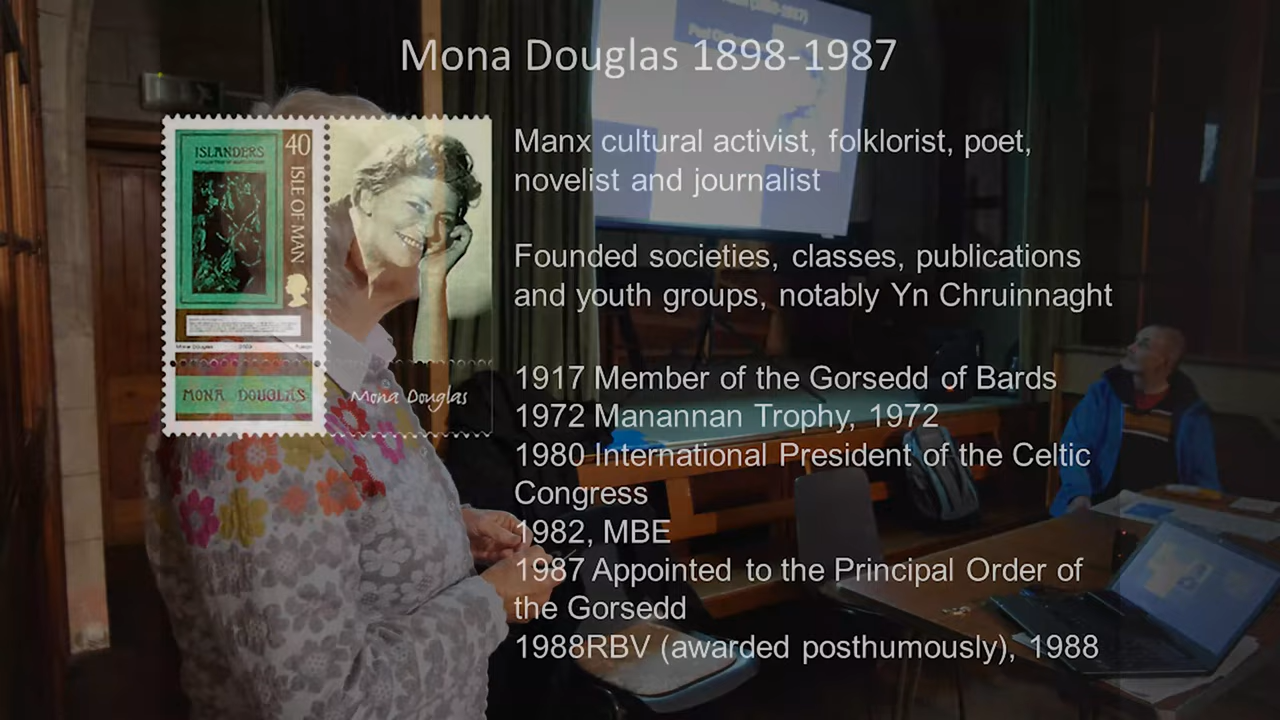 Mona Douglas 1898-1987
ISLANDERS
40
ISLE OF MAN
MONA DOUGLAS
Mona Douglas
Manx cultural activist, folklorist, poet,
novelist and journalist
Founded societies, classes, publications
and youth groups, notably Yn Chruinnaght
1917 Member of the Gorsedd of Bards
1972 Manannan Trophy, 1972
1980 International President of the Celtic
Congress
1982, MBE
1987 Appointed to the Principal Order of
the Gorsedd
1988RBV (awarded posthumously), 1988